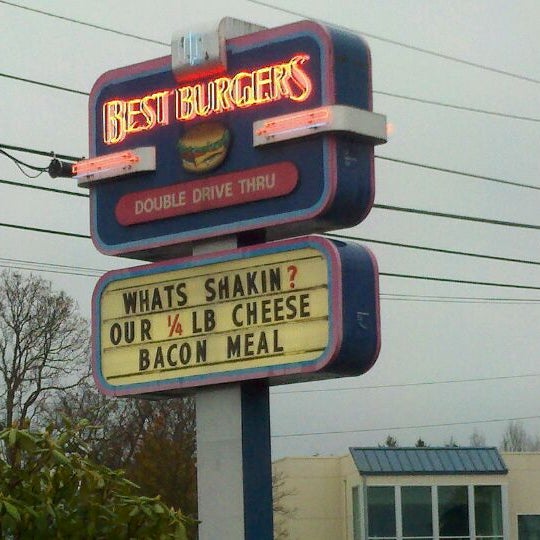 BEST BURGERS
DOUBLE DRIVE THRU
WHATS SHAKIN?
OUR ¼ LB CHEESE
BACON MEAL